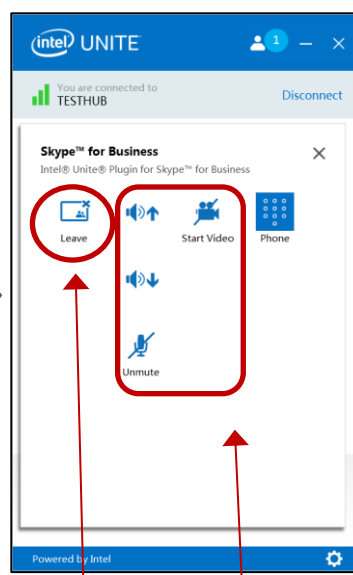 intel UNITE 1
You are connected to
TESTHUB Disconnect
Skype™ for Business
Intel® Unite® Plugin for Skype™ for Business
Leave Start Video Phone
Unmute
Powered by Intel